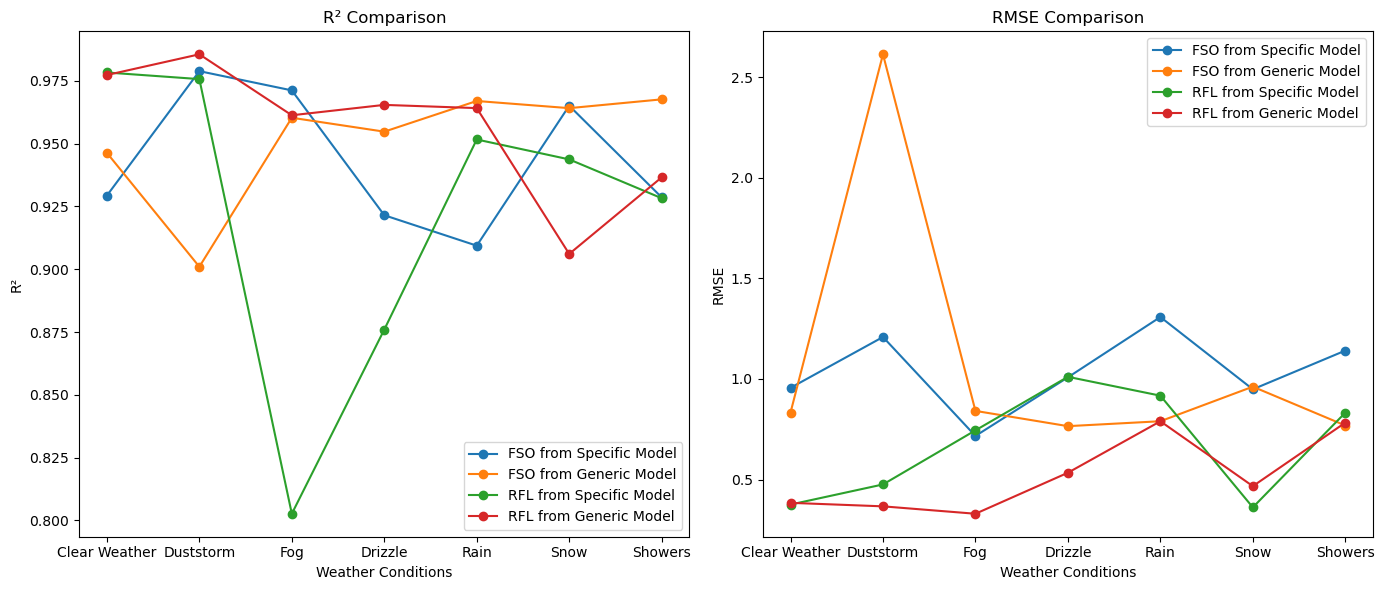 R² Comparison
0.975
0.950
0.925
0.900
0.875
0.850
0.825
0.800
R²
Clear Weather Duststorm Fog Drizzle Rain Snow Showers
Weather Conditions
FSO from Specific Model
FSO from Generic Model
RFL from Specific Model
RFL from Generic Model
RMSE Comparison
2.5
2.0
1.5
1.0
0.5
RMSE
Clear Weather Duststorm Fog Drizzle Rain Snow Showers
Weather Conditions
FSO from Specific Model
FSO from Generic Model
RFL from Specific Model
RFL from Generic Model